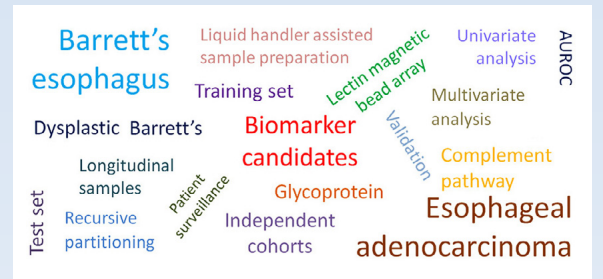 Barrett's
esophagus
Liquid handler assisted
sample preparation
Lectin magnetic
bead array
Univariate
analysis
AUROC
Training set
Multivariate
analysis
Dysplastic Barrett's
Biomarker
candidates
Validation
Complement
pathway
Longitudinal
samples
Patient
surveillance
Glycoprotein
Esophageal
adenocarcinoma
Test set
Recursive
partitioning
Independent
cohorts